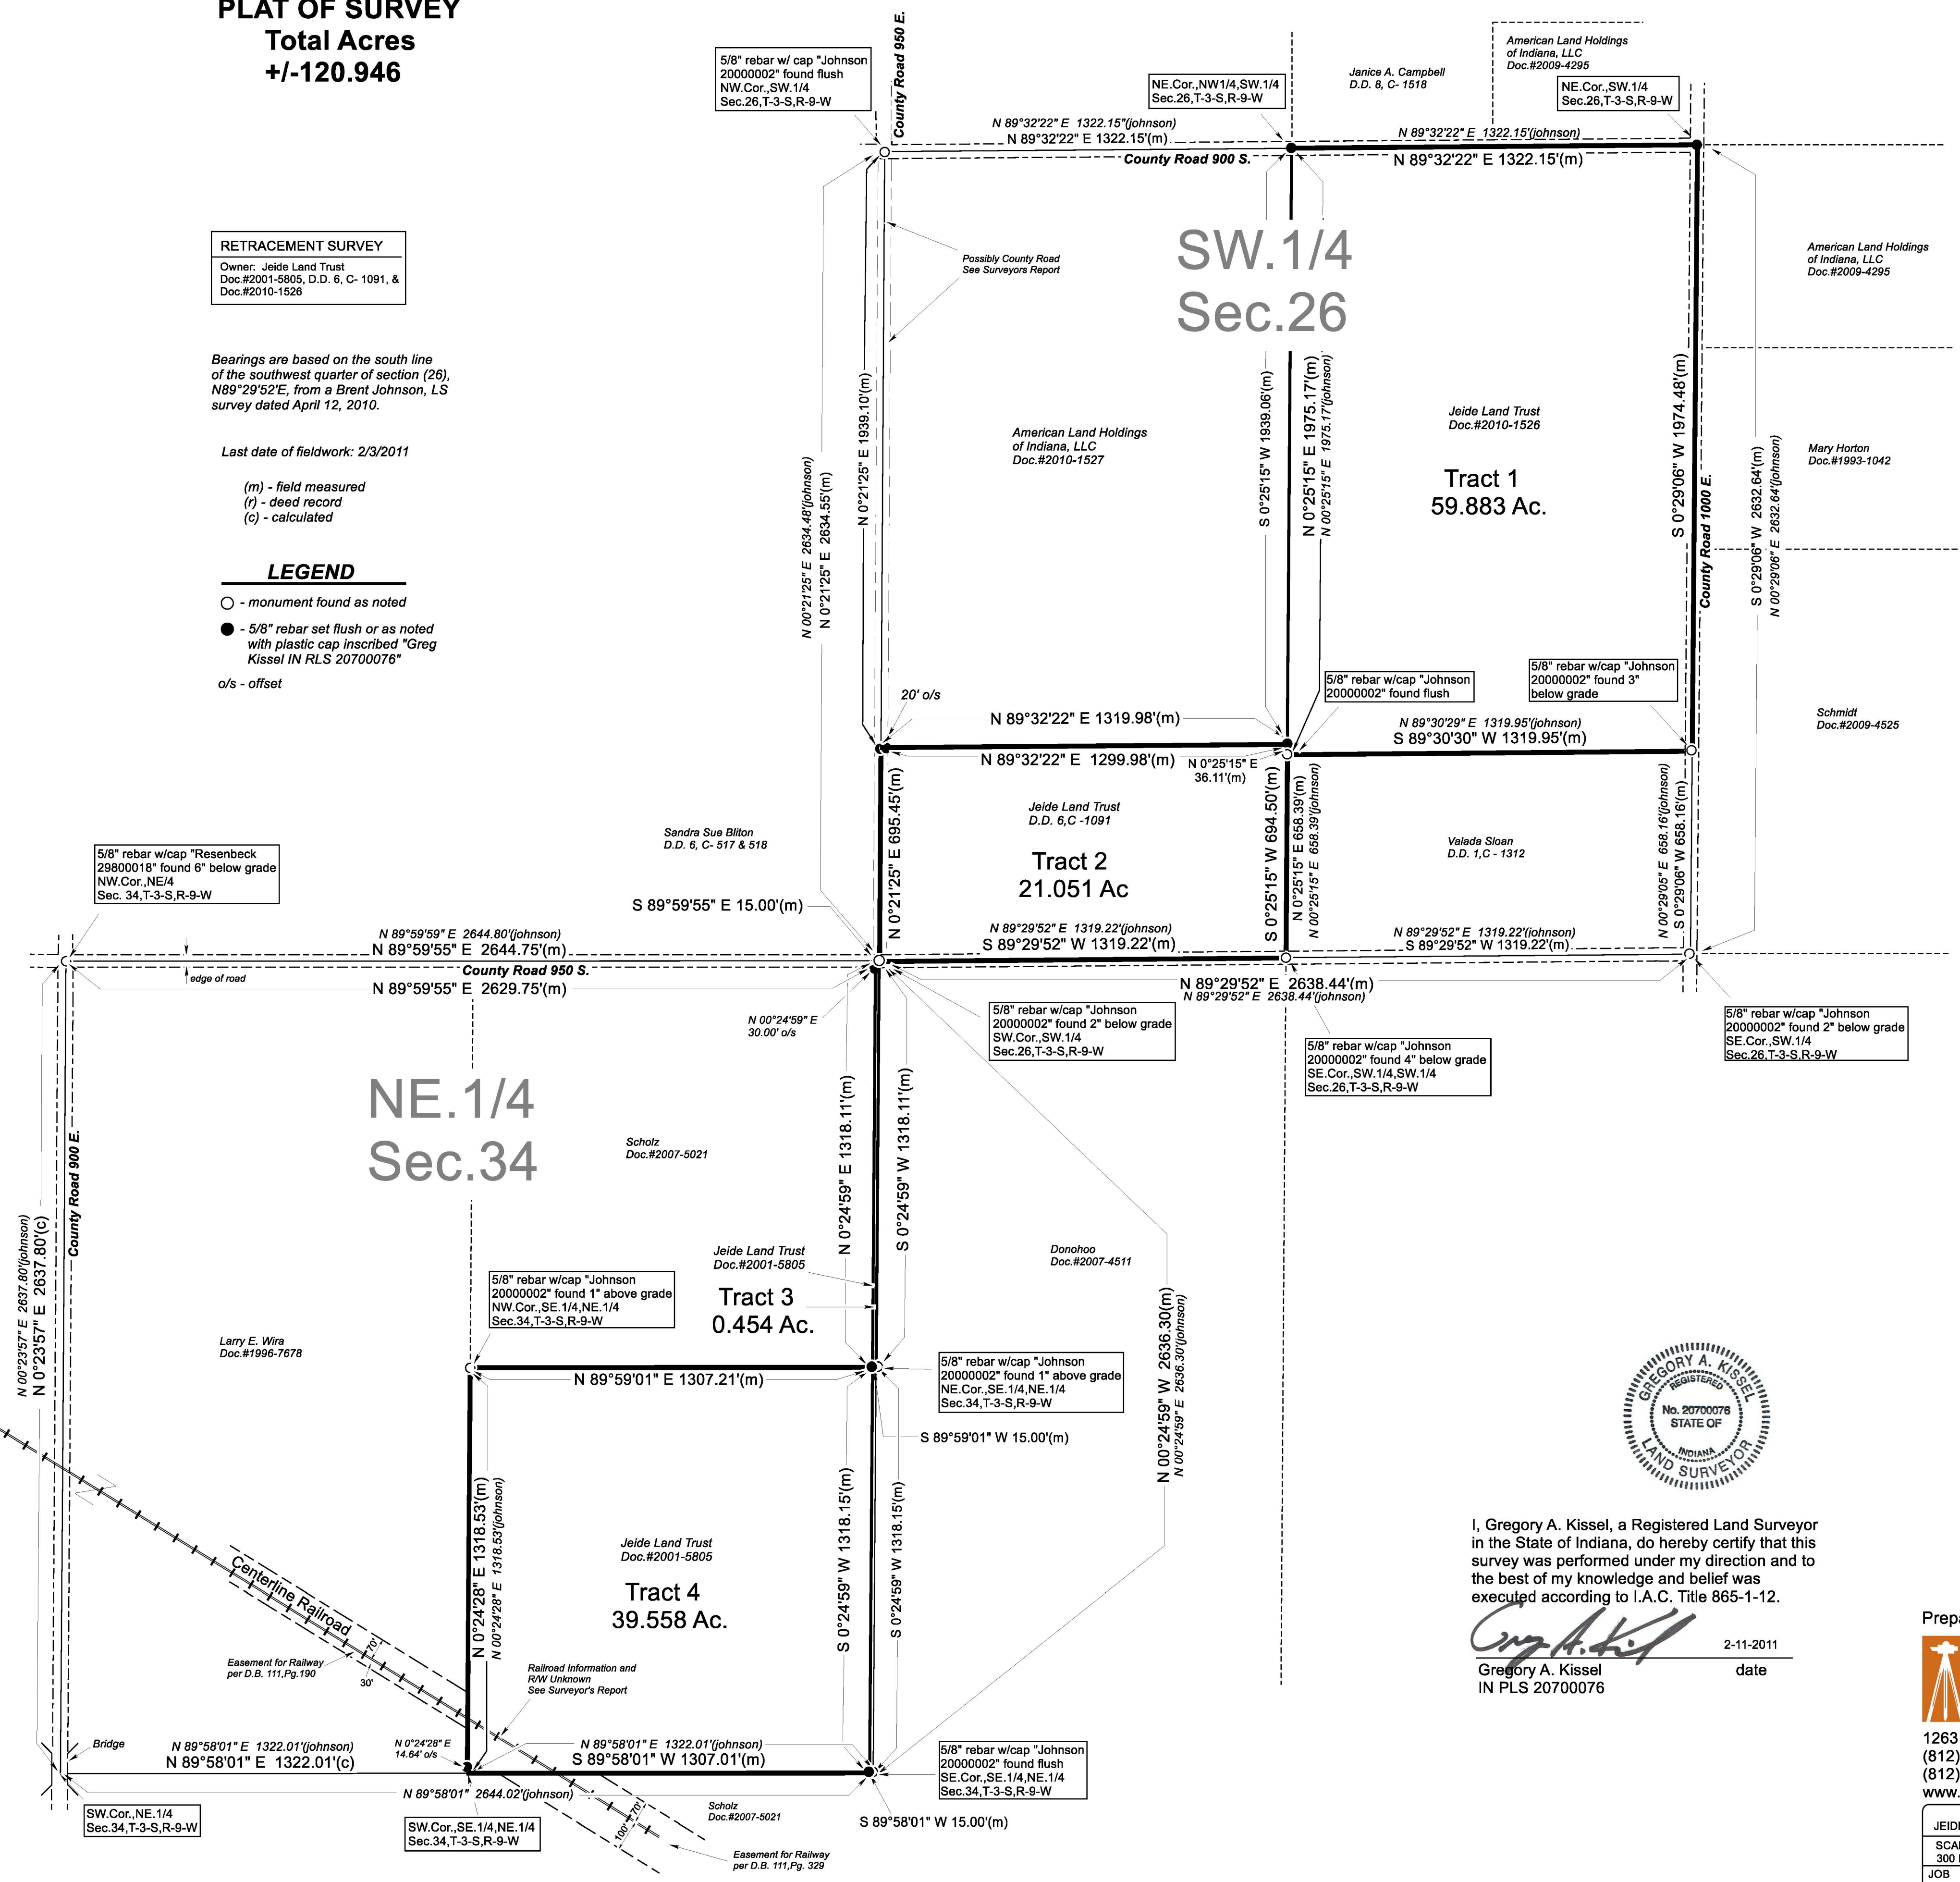 PLAT OF SURVEY
Total Acres
+/-120.946
RETRACEMENT SURVEY
Owner: Jeide Land Trust
Doc.#2001-5805, D.D. 6, C- 1091, &
Doc.#2010-1526
Bearings are based on the south line
of the southwest quarter of section (26),
N89°29'52'E, from a Brent Johnson, LS
survey dated April 12, 2010.
Last date of fieldwork: 2/3/2011
(m) - field measured
(r) - deed record
(c) - calculated
LEGEND
- monument found as noted
- 5/8" rebar set flush or as noted
with plastic cap inscribed "Greg
Kissel IN RLS 20700076"
o/s - offset
5/8" rebar w/ cap "Johnson
20000002" found flush
NW.Cor.,SW.1/4
Sec.26,T-3-S,R-9-W
County Road 950 E.
N 89°32'22" E 1322.15"(johnson)
N 89°32'22" E 1322.15'(m)
County Road 900 S.
NE.Cor.,NW1/4,SW.1/4
Sec.26,T-3-S,R-9-W
Janice A. Campbell
D.D. 8, C- 1518
American Land Holdings
of Indiana, LLC
Doc.#2009-4295
NE.Cor.,SW.1/4
Sec.26,T-3-S,R-9-W
N 89°32'22" E 1322.15'(johnson)
N 89°32'22" E 1322.15'(m)
SW.1/4
Sec.26
Possibly County Road
See Surveyors Report
American Land Holdings
of Indiana, LLC
Doc.#2009-4295
N 00°21'25" E 2634.48'(johnson)
N 0°21'25" E 2634.55'(m)
N 0°21'25" E 1939.10'(m)
American Land Holdings
of Indiana, LLC
Doc.#2010-1527
S 0°25'15" W 1939.06'(m)
N 0°25'15" E 1975.17'(m)
N 00°25'15" E 1975.17'(johnson)
Jeide Land Trust
Doc.#2010-1526
Tract 1
59.883 Ac.
S 0°29'06" W 1974.48'(m)
County Road 1000 E.
S 0°29'06" W 2632.64'(m)
N 00°29'06" E 2632.64'(johnson)
Mary Horton
Doc.#1993-1042
Schmidt
Doc.#2009-4525
20' o/s
N 89°32'22" E 1319.98'(m)
5/8" rebar w/cap "Johnson
20000002" found flush
5/8" rebar w/cap "Johnson
20000002" found 3"
below grade
N 89°30'29" E 1319.95'(johnson)
S 89°30'30" W 1319.95'(m)
N 89°32'22" E 1299.98'(m)
N 0°25'15" E
36.11'(m)
N 0°21'25" E 695.45'(m)
Jeide Land Trust
D.D. 6,C -1091
Tract 2
21.051 Ac
S 0°25'15" W 694.50'(m)
N 0°25'15" E 658.39'(m)
N 00°25'15" E 658.39'(johnson)
Valada Sloan
D.D. 1,C - 1312
N 00°29'05" E 658.16'(johnson)
S 0°29'06" W 658.16'(m)
Sandra Sue Bliton
D.D. 6, C- 517 & 518
S 89°59'55" E 15.00'(m)
5/8" rebar w/cap "Resenbeck
29800018" found 6" below grade
NW.Cor.,NE/4
Sec. 34,T-3-S,R-9-W
N 89°59'59" E 2644.80'(johnson)
N 89°59'55" E 2644.75'(m)
County Road 950 S.
edge of road
N 89°59'55" E 2629.75'(m)
N 89°29'52" E 1319.22'(johnson)
S 89°29'52" W 1319.22'(m)
N 89°29'52" E 1319.22'(johnson)
S 89°29'52" W 1319.22'(m)
N 89°29'52" E 2638.44'(m)
N 89°29'52" E 2638.44'(johnson)
N 00°24'59" E
30.00' o/s
5/8" rebar w/cap "Johnson
20000002" found 2" below grade
SW.Cor.,SW.1/4
Sec.26,T-3-S,R-9-W
5/8" rebar w/cap "Johnson
20000002" found 4" below grade
SE.Cor.,SW.1/4,SW.1/4
Sec.26,T-3-S,R-9-W
5/8" rebar w/cap "Johnson
20000002" found 2" below grade
SE.Cor.,SW.1/4
Sec.26,T-3-S,R-9-W
NE.1/4
Sec.34
County Road 900 E.
N 00°23'57" E 2637.80'(johnson)
N 0°23'57" E 2637.80'(c)
Scholz
Doc.#2007-5021
N 0°24'59" E 1318.11'(m)
S 0°24'59" W 1318.11'(m)
Jeide Land Trust
Doc.#2001-5805
Tract 3
0.454 Ac.
Donohoo
Doc.#2007-4511
N 00°24'59" W 2636.30(m)
N 00°24'59" E 2636.30'(johnson)
Larry E. Wira
Doc.#1996-7678
5/8" rebar w/cap "Johnson
20000002" found 1" above grade
NW.Cor.,SE.1/4,NE.1/4
Sec.34,T-3-S,R-9-W
N 89°59'01" E 1307.21'(m)
5/8" rebar w/cap "Johnson
20000002" found 1" above grade
NE.Cor.,SE.1/4,NE.1/4
Sec.34,T-3-S,R-9-W
S 89°59'01" W 15.00'(m)
N 0°24'28" E 1318.53'(m)
N 00°24'28" E 1318.53'(johnson)
S 0°24'59" W 1318.15'(m)
S 0°24'59" W 1318.15'(m)
Jeide Land Trust
Doc.#2001-5805
Tract 4
39.558 Ac.
Centerline Railroad
70'
30'
Easement for Railway
per D.B. 111,Pg.190
Railroad Information and
R/W Unknown
See Surveyor's Report
Bridge
N 89°58'01" E 1322.01'(johnson)
N 89°58'01" E 1322.01'(c)
N 0°24'28" E
14.64' o/s
N 89°58'01" E 1322.01'(johnson)
S 89°58'01" W 1307.01'(m)
N 89°58'01" 2644.02'(johnson)
SW.Cor.,NE.1/4
Sec.34,T-3-S,R-9-W
SW.Cor.,SE.1/4,NE.1/4
Sec.34,T-3-S,R-9-W
70'
100'
Scholz
Doc.#2007-5021
Easement for Railway
per D.B. 111,Pg. 329
5/8" rebar w/cap "Johnson
20000002" found flush
SE.Cor.,SE.1/4,NE.1/4
Sec.34,T-3-S,R-9-W
S 89°58'01" W 15.00'(m)
GREGORY A. KISSEL
REGISTERED
No. 20700076
STATE OF
INDIANA
LAND SURVEYOR
I, Gregory A. Kissel, a Registered Land Surveyor
in the State of Indiana, do hereby certify that this
survey was performed under my direction and to
the best of my knowledge and belief was
executed according to I.A.C. Title 865-1-12.
2-11-2011
Gregory A. Kissel
date
IN PLS 20700076
1263
(812)
(812)
www.
300
JOB